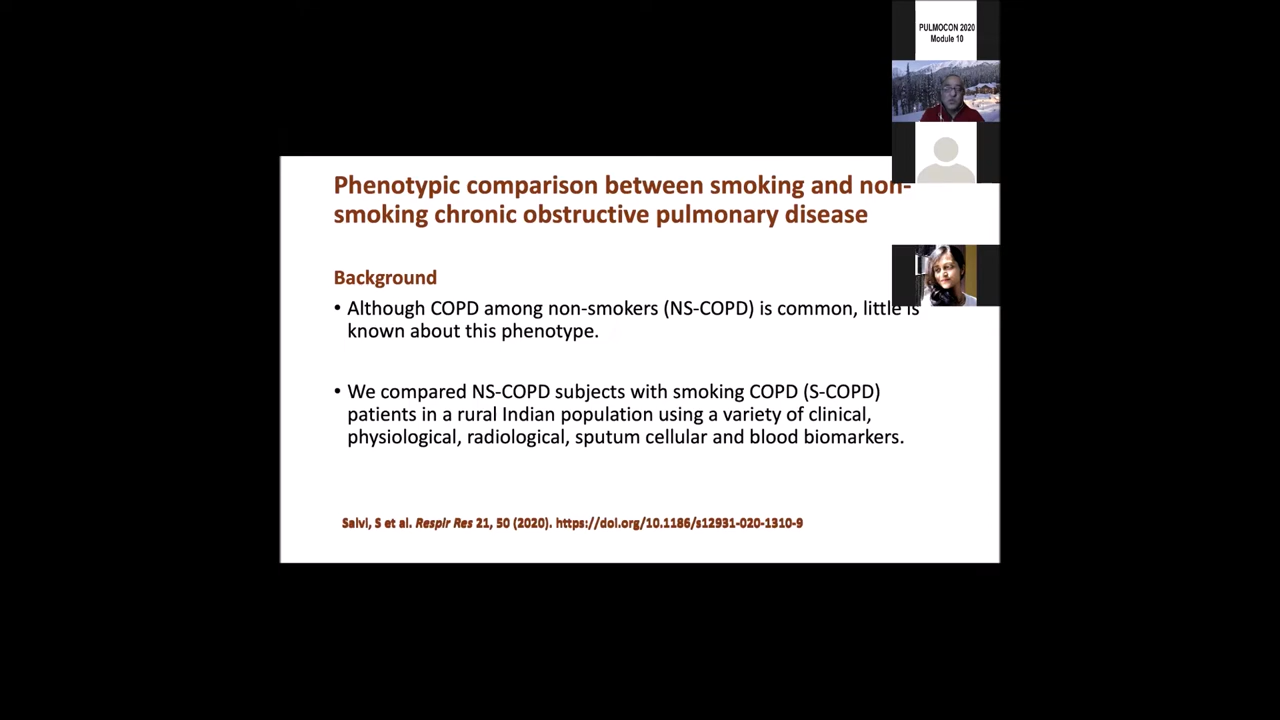 PULMOCON 2020
Module 10
Phenotypic comparison between smoking and non-
smoking chronic obstructive pulmonary disease
Background
• Although COPD among non-smokers (NS-COPD) is common, little is
known about this phenotype.
• We compared NS-COPD subjects with smoking COPD (S-COPD)
patients in a rural Indian population using a variety of clinical,
physiological, radiological, sputum cellular and blood biomarkers.
Salvi, S et al. Respir Res 21, 50 (2020). https://doi.org/10.1186/s12931-020-1310-9